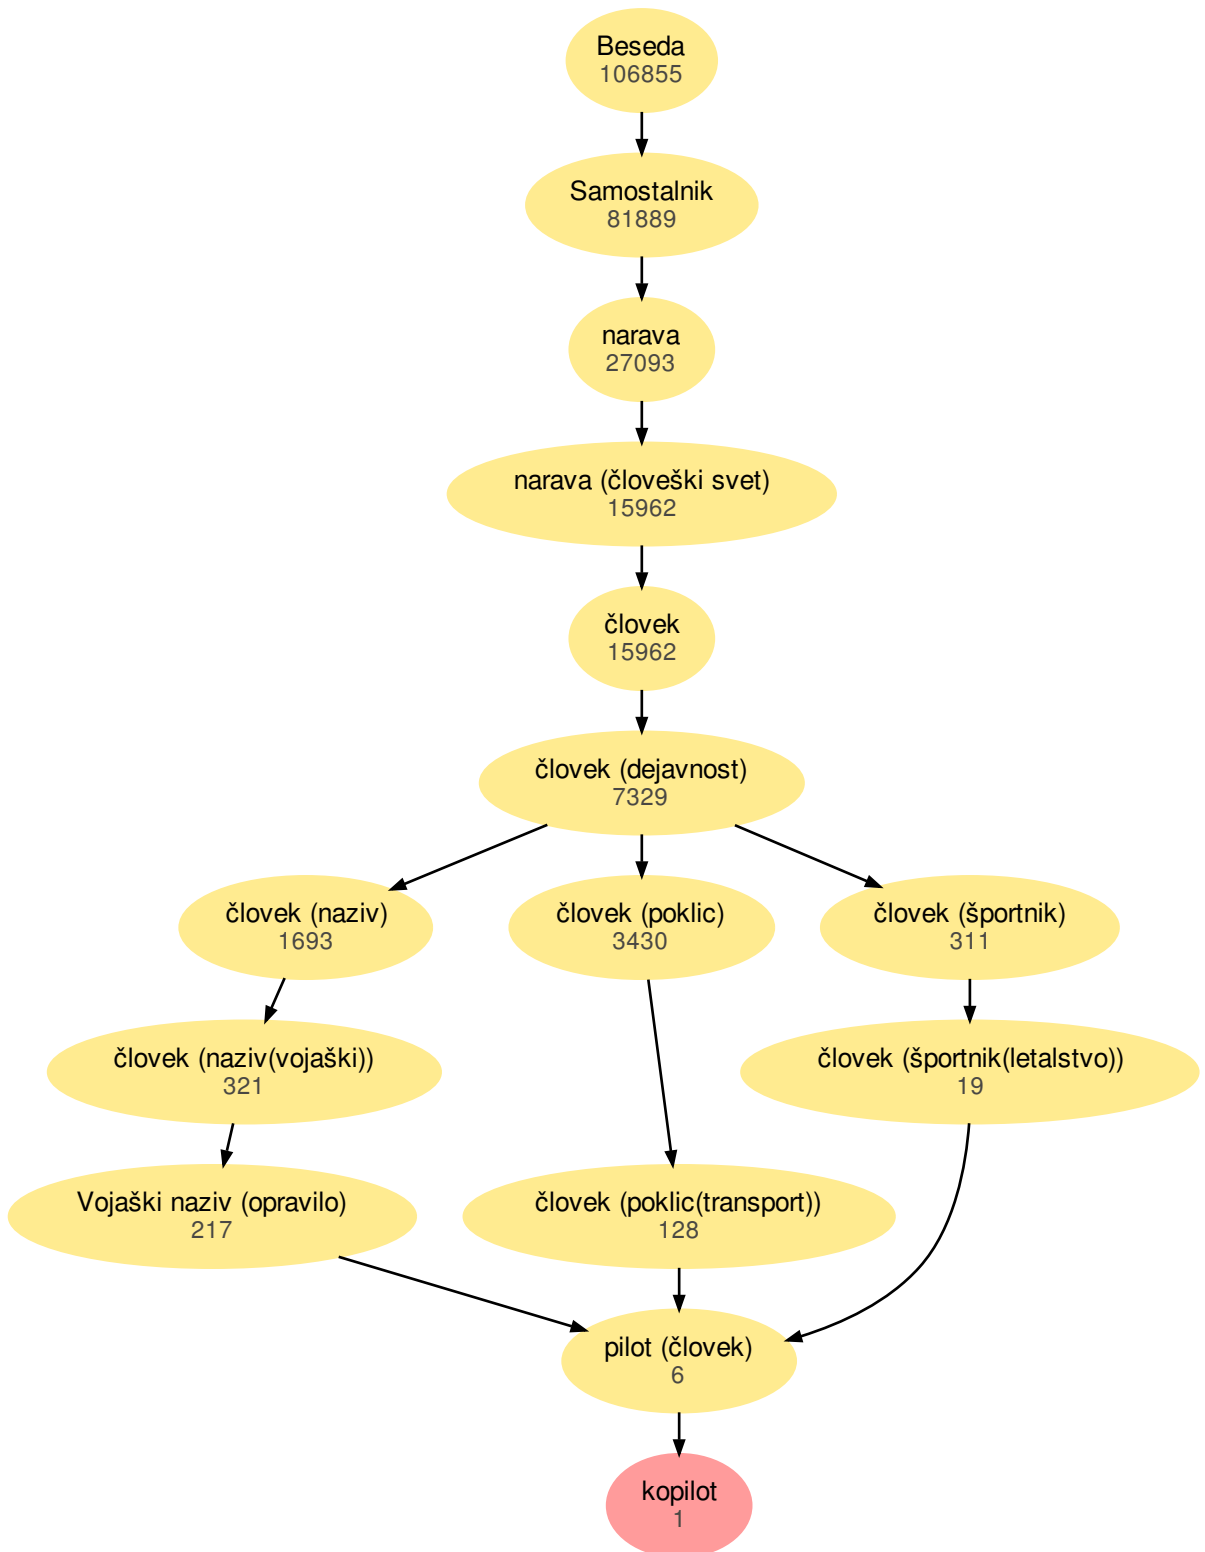 Beseda
106855
Samostalnik
81889
narava
27093
narava (človeški svet)
15962
človek
15962
človek (dejavnost)
7329
človek (naziv)
1693
človek (poklic)
3430
človek (športnik)
311
človek (naziv(vojaški))
321
človek (športnik(letalstvo))
19
Vojaški naziv (opravilo)
217
človek (poklic(transport))
128
pilot (človek)
6
kopilot
1